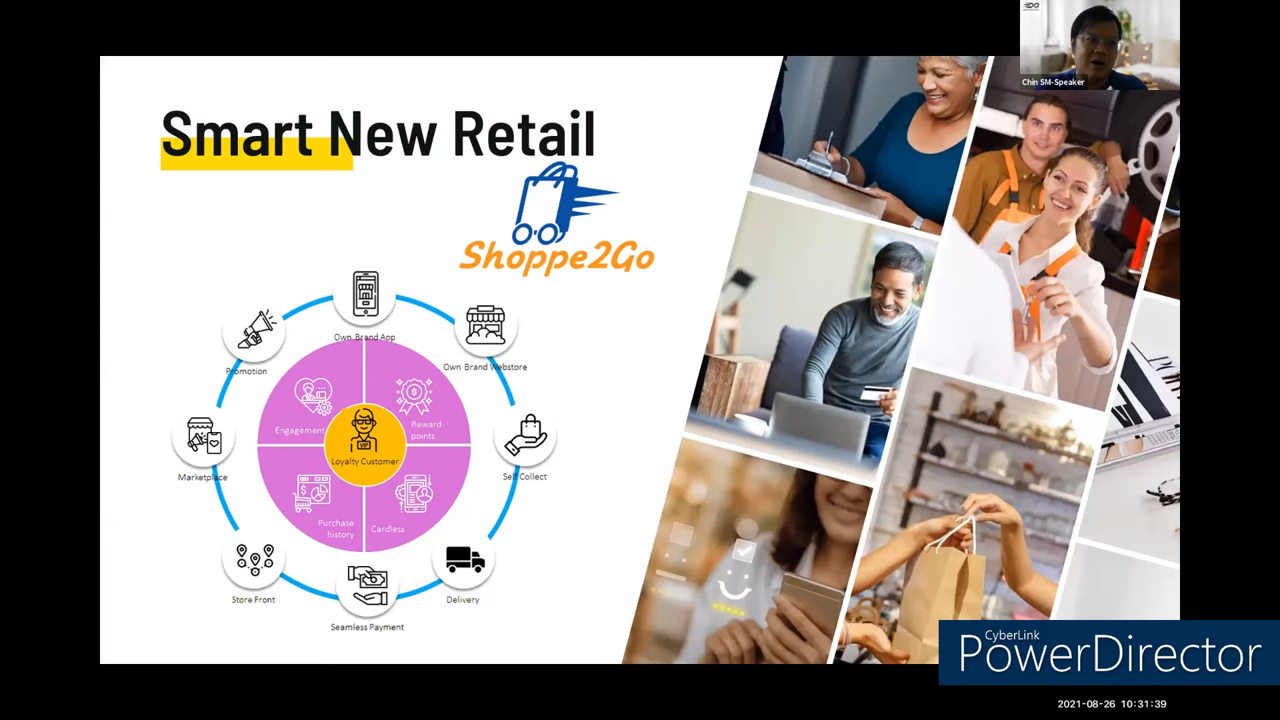 Chin SM-Speaker
Smart New Retail
Shoppe2Go
Own Brand App
Promotion
Own Brand Webstore
Engagement
Reward
points
Loyalty Customer
Marketplace
Self Collect
Purchase
history
Cardless
Store Front
Delivery
Seamless Payment
CyberLink
PowerDirector
2021-08-26 10:31:39